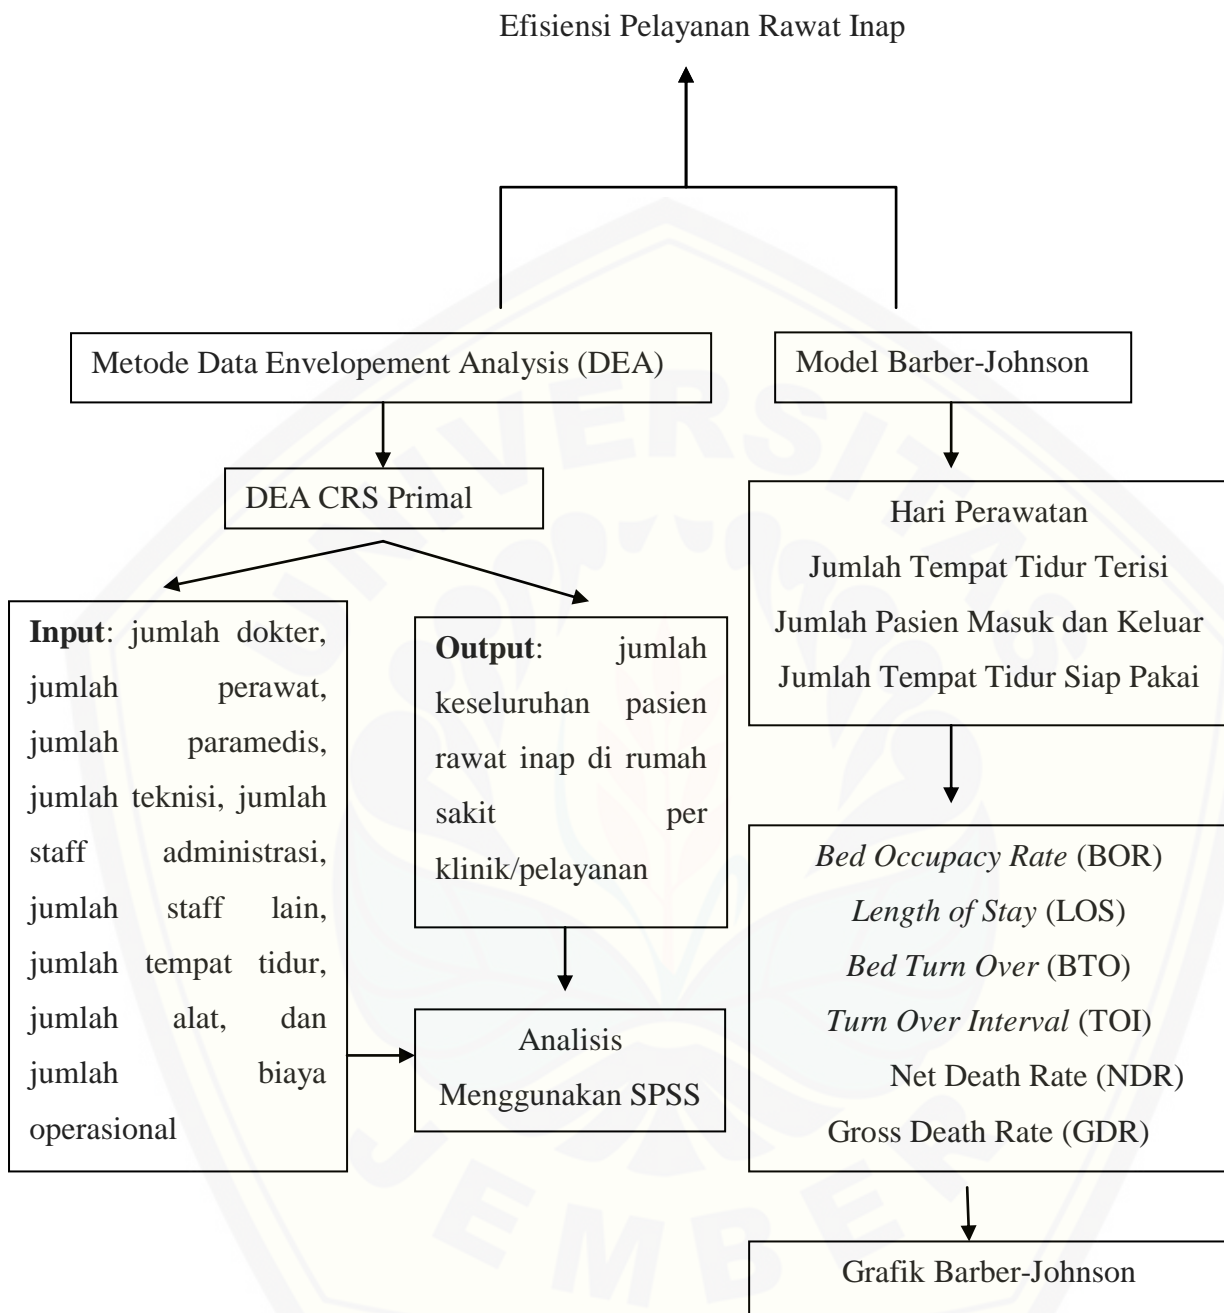 Efisiensi Pelayanan Rawat Inap
Metode Data Envelopement Analysis (DEA)
Model Barber-Johnson
DEA CRS Primal
Hari Perawatan
Jumlah Tempat Tidur Terisi
Jumlah Pasien Masuk dan Keluar
Jumlah Tempat Tidur Siap Pakai
Input: jumlah dokter,
jumlah perawat,
jumlah paramedis,
jumlah teknisi, jumlah
staff administrasi,
jumlah staff lain,
jumlah tempat tidur,
jumlah alat, dan
jumlah biaya
operasional
Output: jumlah
keseluruhan pasien
rawat inap di rumah
sakit per
klinik/pelayanan
Analisis
Menggunakan SPSS
Bed Occupacy Rate (BOR)
Length of Stay (LOS)
Bed Turn Over (BTO)
Turn Over Interval (TOI)
Net Death Rate (NDR)
Gross Death Rate (GDR)
Grafik Barber-Johnson
UNIVERSITAS
JEMBER